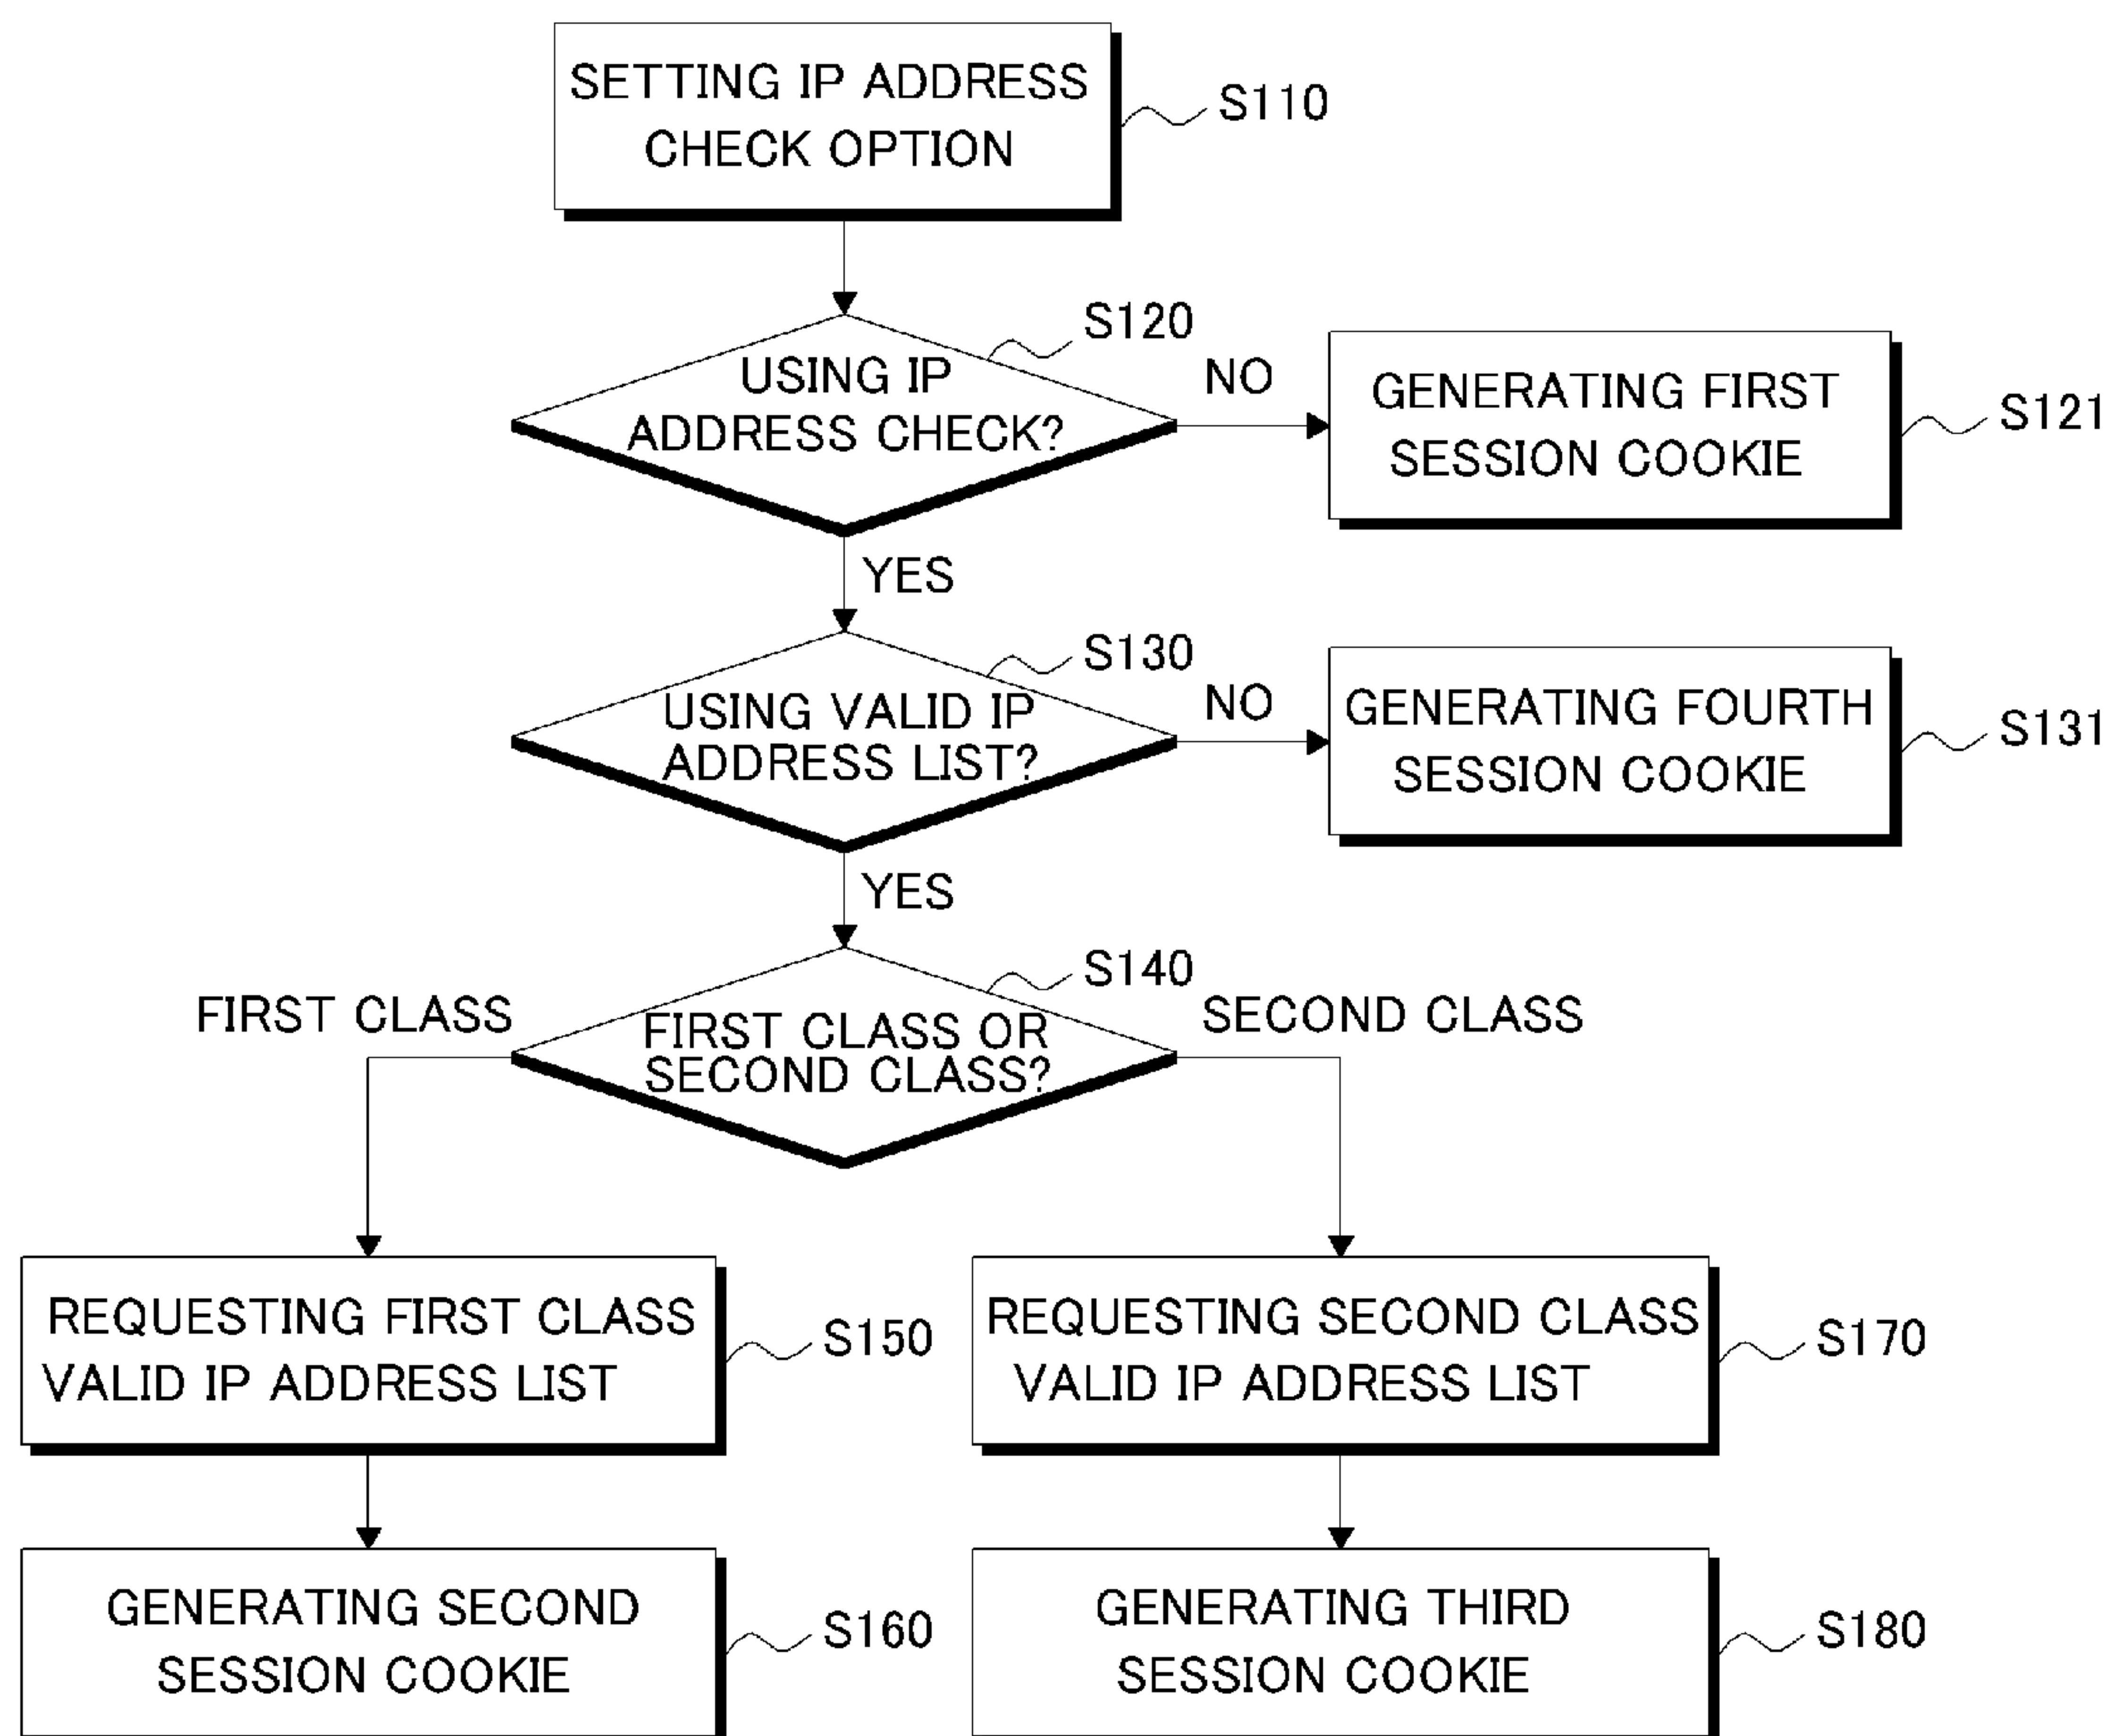 SETTING IP ADDRESS
CHECK OPTION
S110
S120
USING IP
ADDRESS CHECK?
NO
GENERATING FIRST
SESSION COOKIE
S121
YES
S130
USING VALID IP
ADDRESS LIST?
NO
GENERATING FOURTH
SESSION COOKIE
S131
YES
S140
FIRST CLASS
FIRST CLASS OR
SECOND CLASS?
SECOND CLASS
REQUESTING FIRST CLASS
VALID IP ADDRESS LIST
S150
REQUESTING SECOND CLASS
VALID IP ADDRESS LIST
S170
GENERATING SECOND
SESSION COOKIE
S160
GENERATING THIRD
SESSION COOKIE
S180